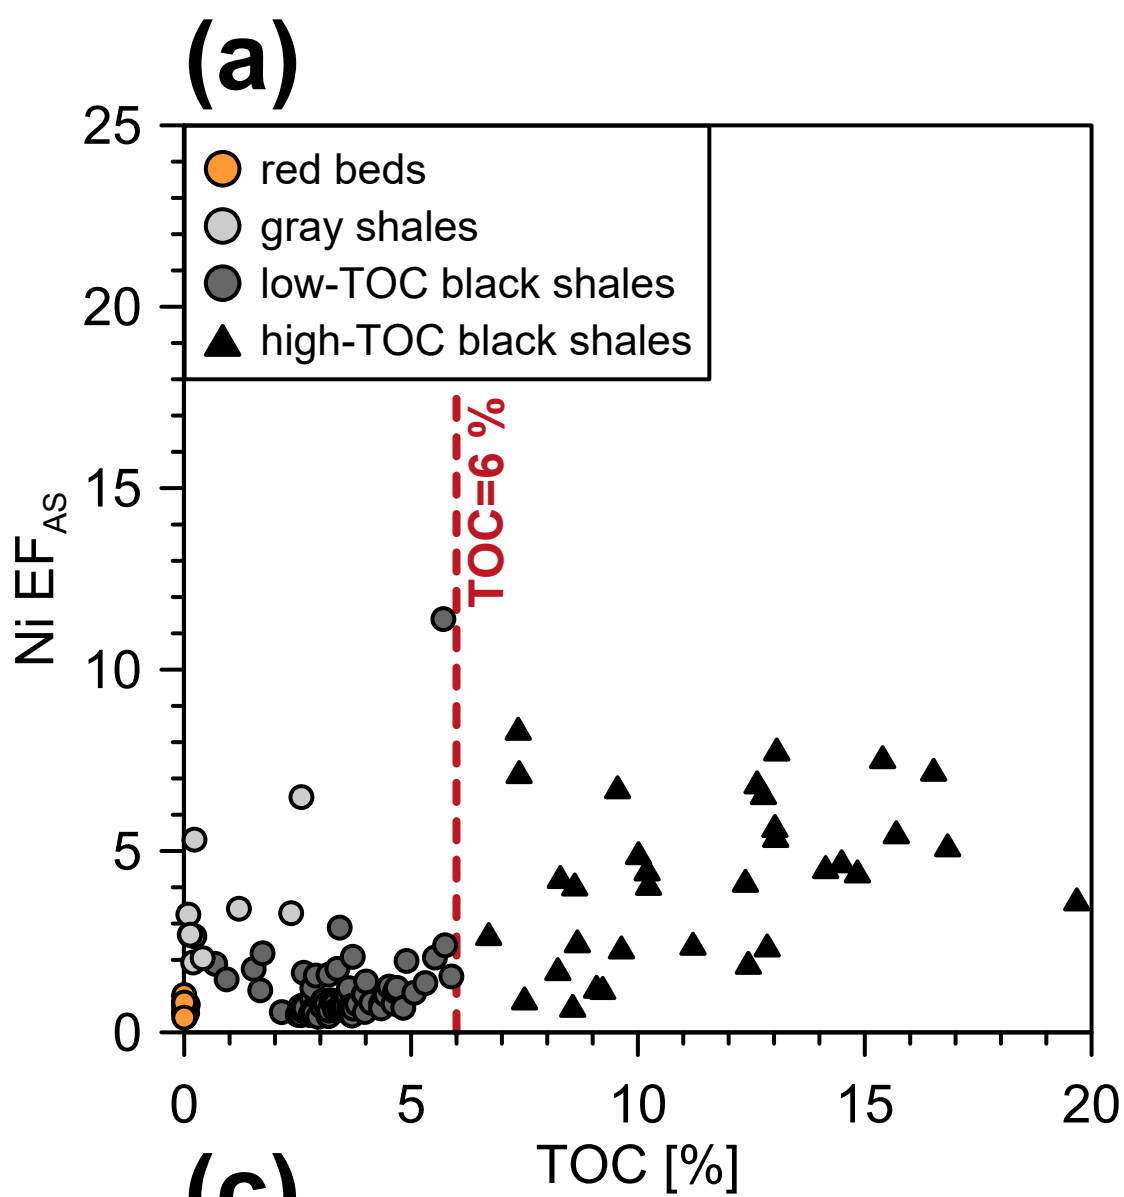 (a)
25
20
15
10
5
0
Ni EF_AS
red beds
gray shales
low-TOC black shales
high-TOC black shales
TOC=6 %
0 5 10 15 20
TOC [%]
(c)